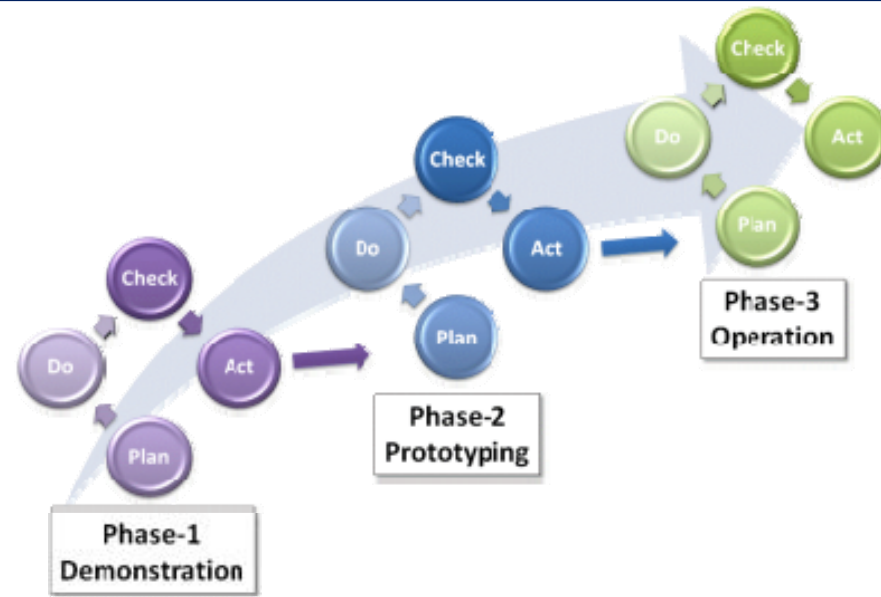 Check
Do
Act
Plan
Phase-1
Demonstration
Check
Do
Act
Plan
Phase-2
Prototyping
Check
Do
Act
Plan
Phase-3
Operation